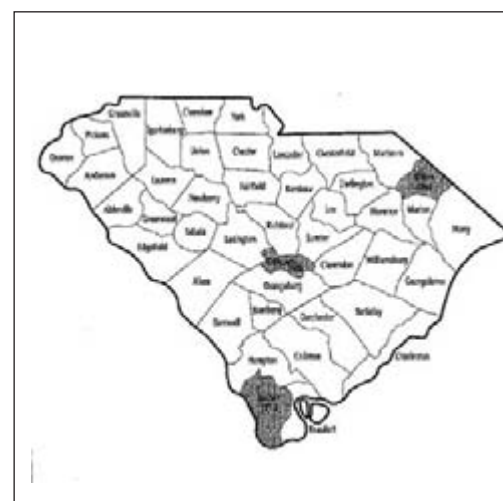 Greenville
Cherokee
York
Pickens
Spartanburg
Oconee
Union
Chester
Lancaster
Chesterfield
Marlboro
Anderson
Laurens
Fairfield
Kershaw
Darlington
Newberry
Abbeville
Greenwood
Lee
Florence
Marion
Saluda
Richland
Horry
Lexington
Sumter
Edgefield
Clarendon
Williamsburg
Aiken
Orangeburg
Georgetown
Bamberg
Barnwell
Dorchester
Berkeley
Hampton
Colleton
Charleston
Beaufort